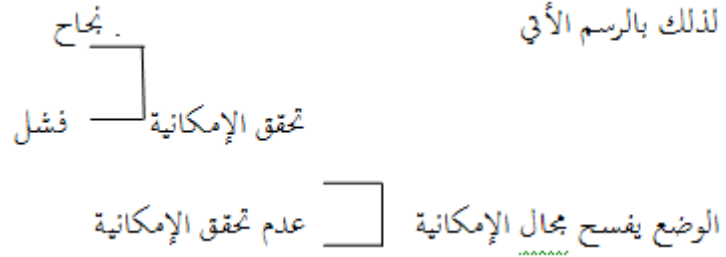 لذلك بالرسم الأتي
نجاح .
تحقق الإمكانية
فشل
الوضع يفسح مجال الإمكانية
عدم تحقق الإمكانية